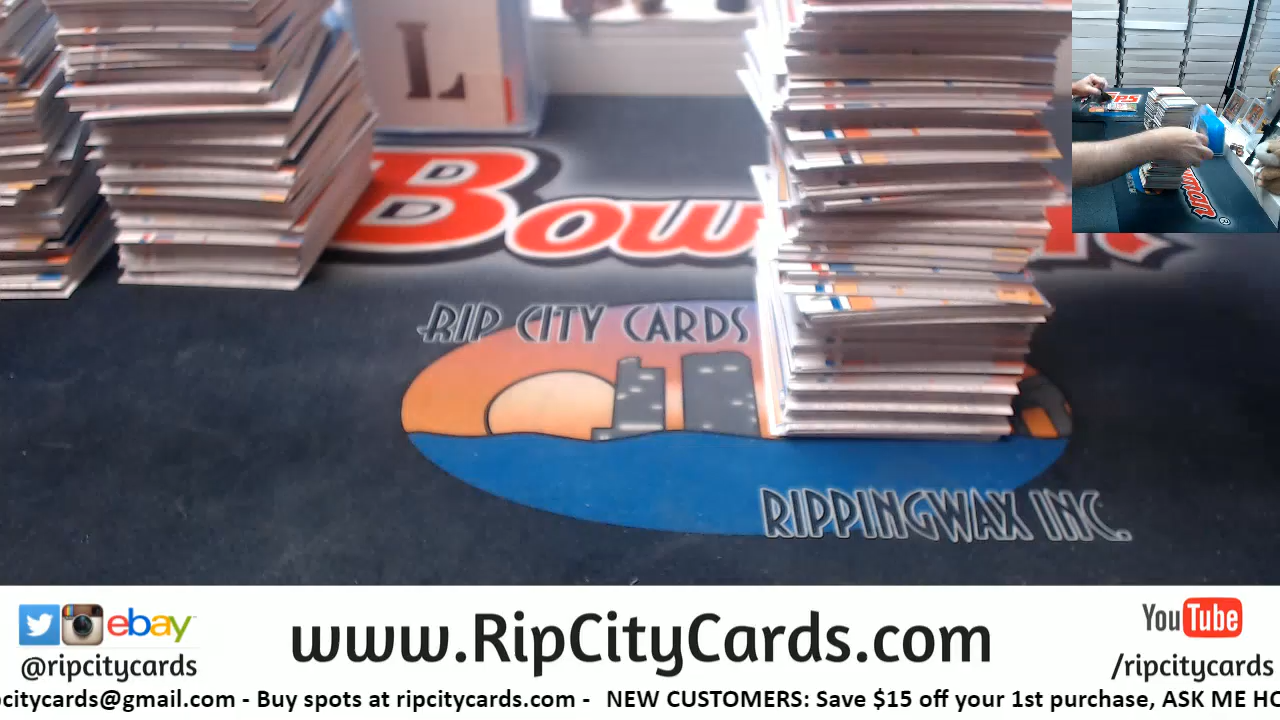 L
BOW
RIP CITY CARDS
RIPPINGWAX INC.
ebay
@ripcitycards
www.RipCityCards.com
YouTube
/ripcitycards
pcitycards@gmail.com - Buy spots at ripcitycards.com - NEW CUSTOMERS: Save $15 off your 1st purchase, ASK ME HO